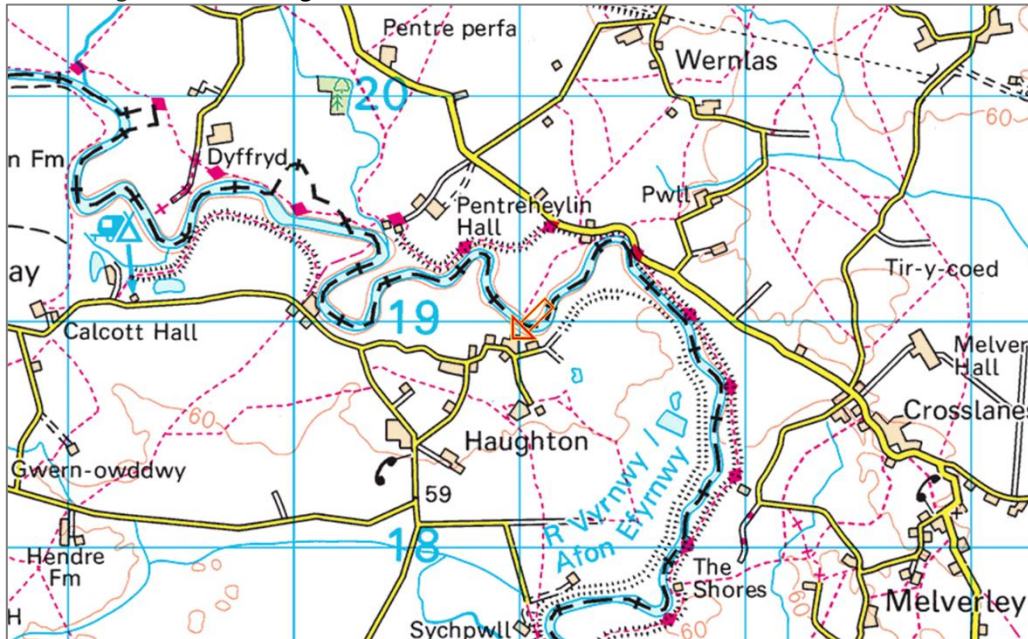 Pentre perfa
Wernlas
20
60
n Fm
Dyffryd
Pentreheylin
Hall
Pwll
ay
Tir-y-coed
19
Calcott Hall
Melver
Hall
60
Crosslanes
Haughton
Gwern-owddwy
R Vyrnwy /
Afon Efyrnwy
59
18
Hendre
Fm
The
Shores
Melverley
H
Sychpwll
60